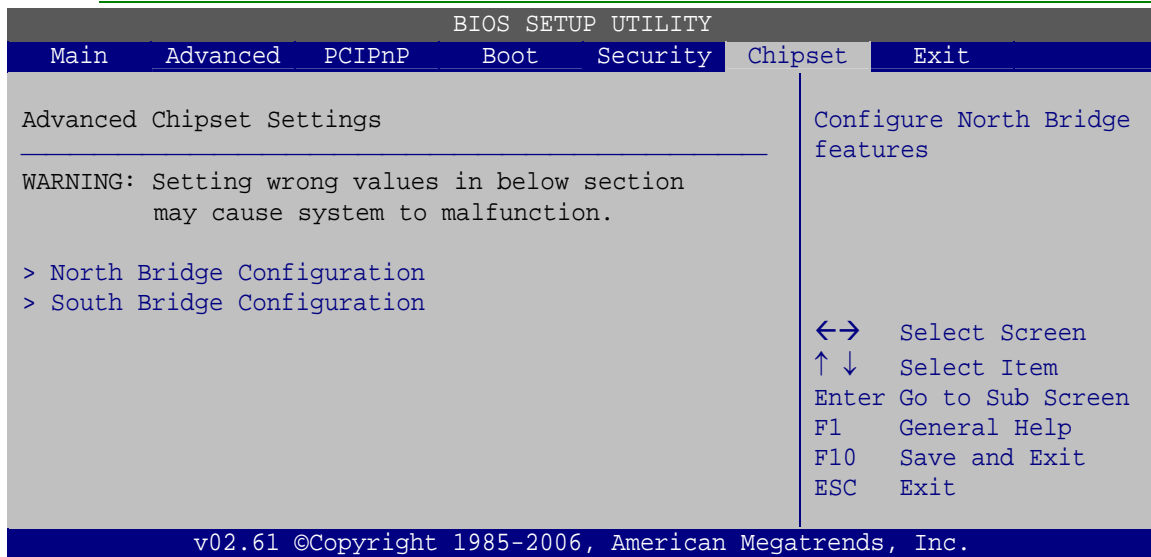 BIOS SETUP UTILITY
Main Advanced PCIPnP Boot Security Chipset Exit
Advanced Chipset Settings
WARNING: Setting wrong values in below section
may cause system to malfunction.
> North Bridge Configuration
> South Bridge Configuration
Configure North Bridge
features
←→ Select Screen
↑ ↓ Select Item
Enter Go to Sub Screen
F1 General Help
F10 Save and Exit
ESC Exit
v02.61 ©Copyright 1985-2006, American Megatrends, Inc.